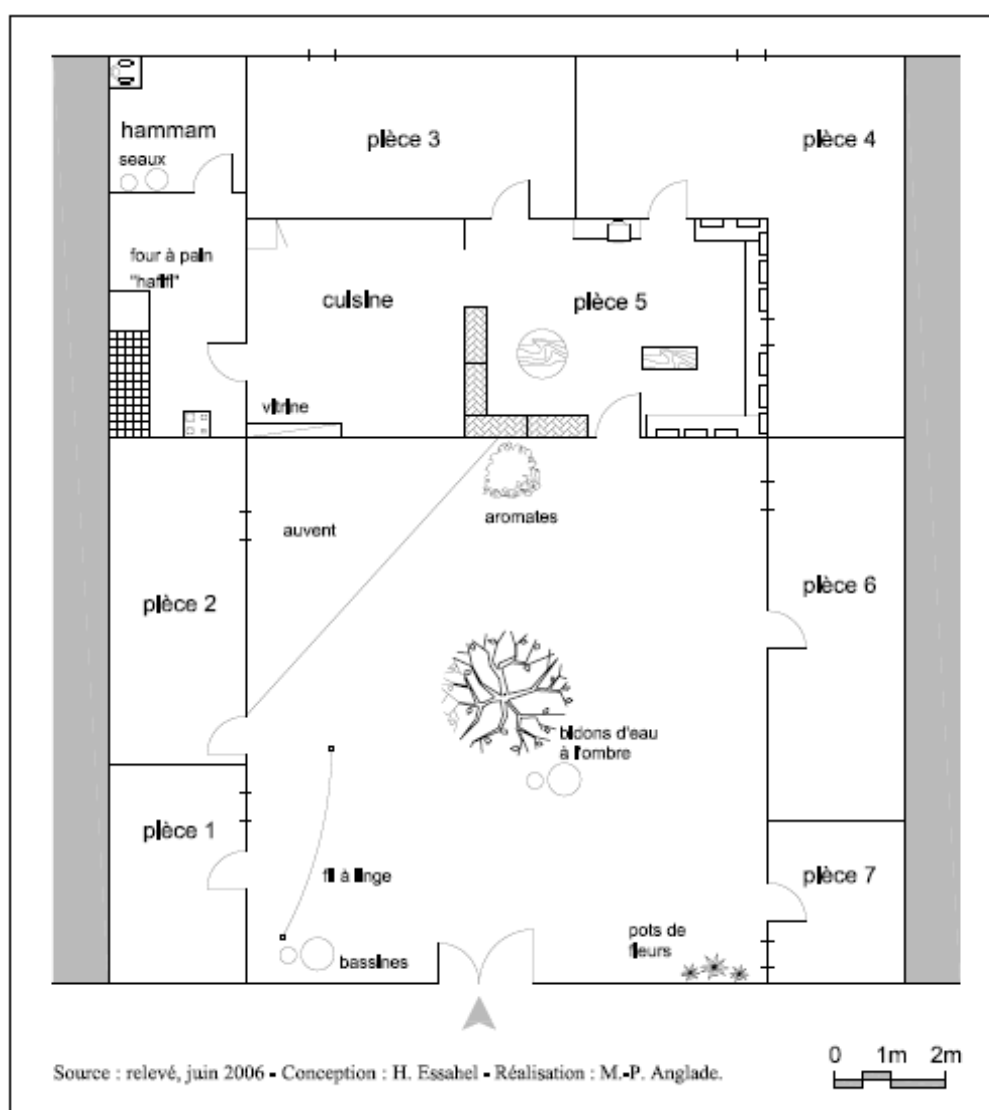 hammam
seaux
pièce 3
pièce 4
four à pain
"hafifi"
cuisine
pièce 5
vitrine
auvent
aromates
pièce 2
pièce 6
bidons d'eau
à l'ombre
pièce 1
fil à linge
pièce 7
bassines
pots de
fleurs
0 1m 2m
Source : relevé, juin 2006 - Conception : H. Essahel - Réalisation : M.-P. Anglade.